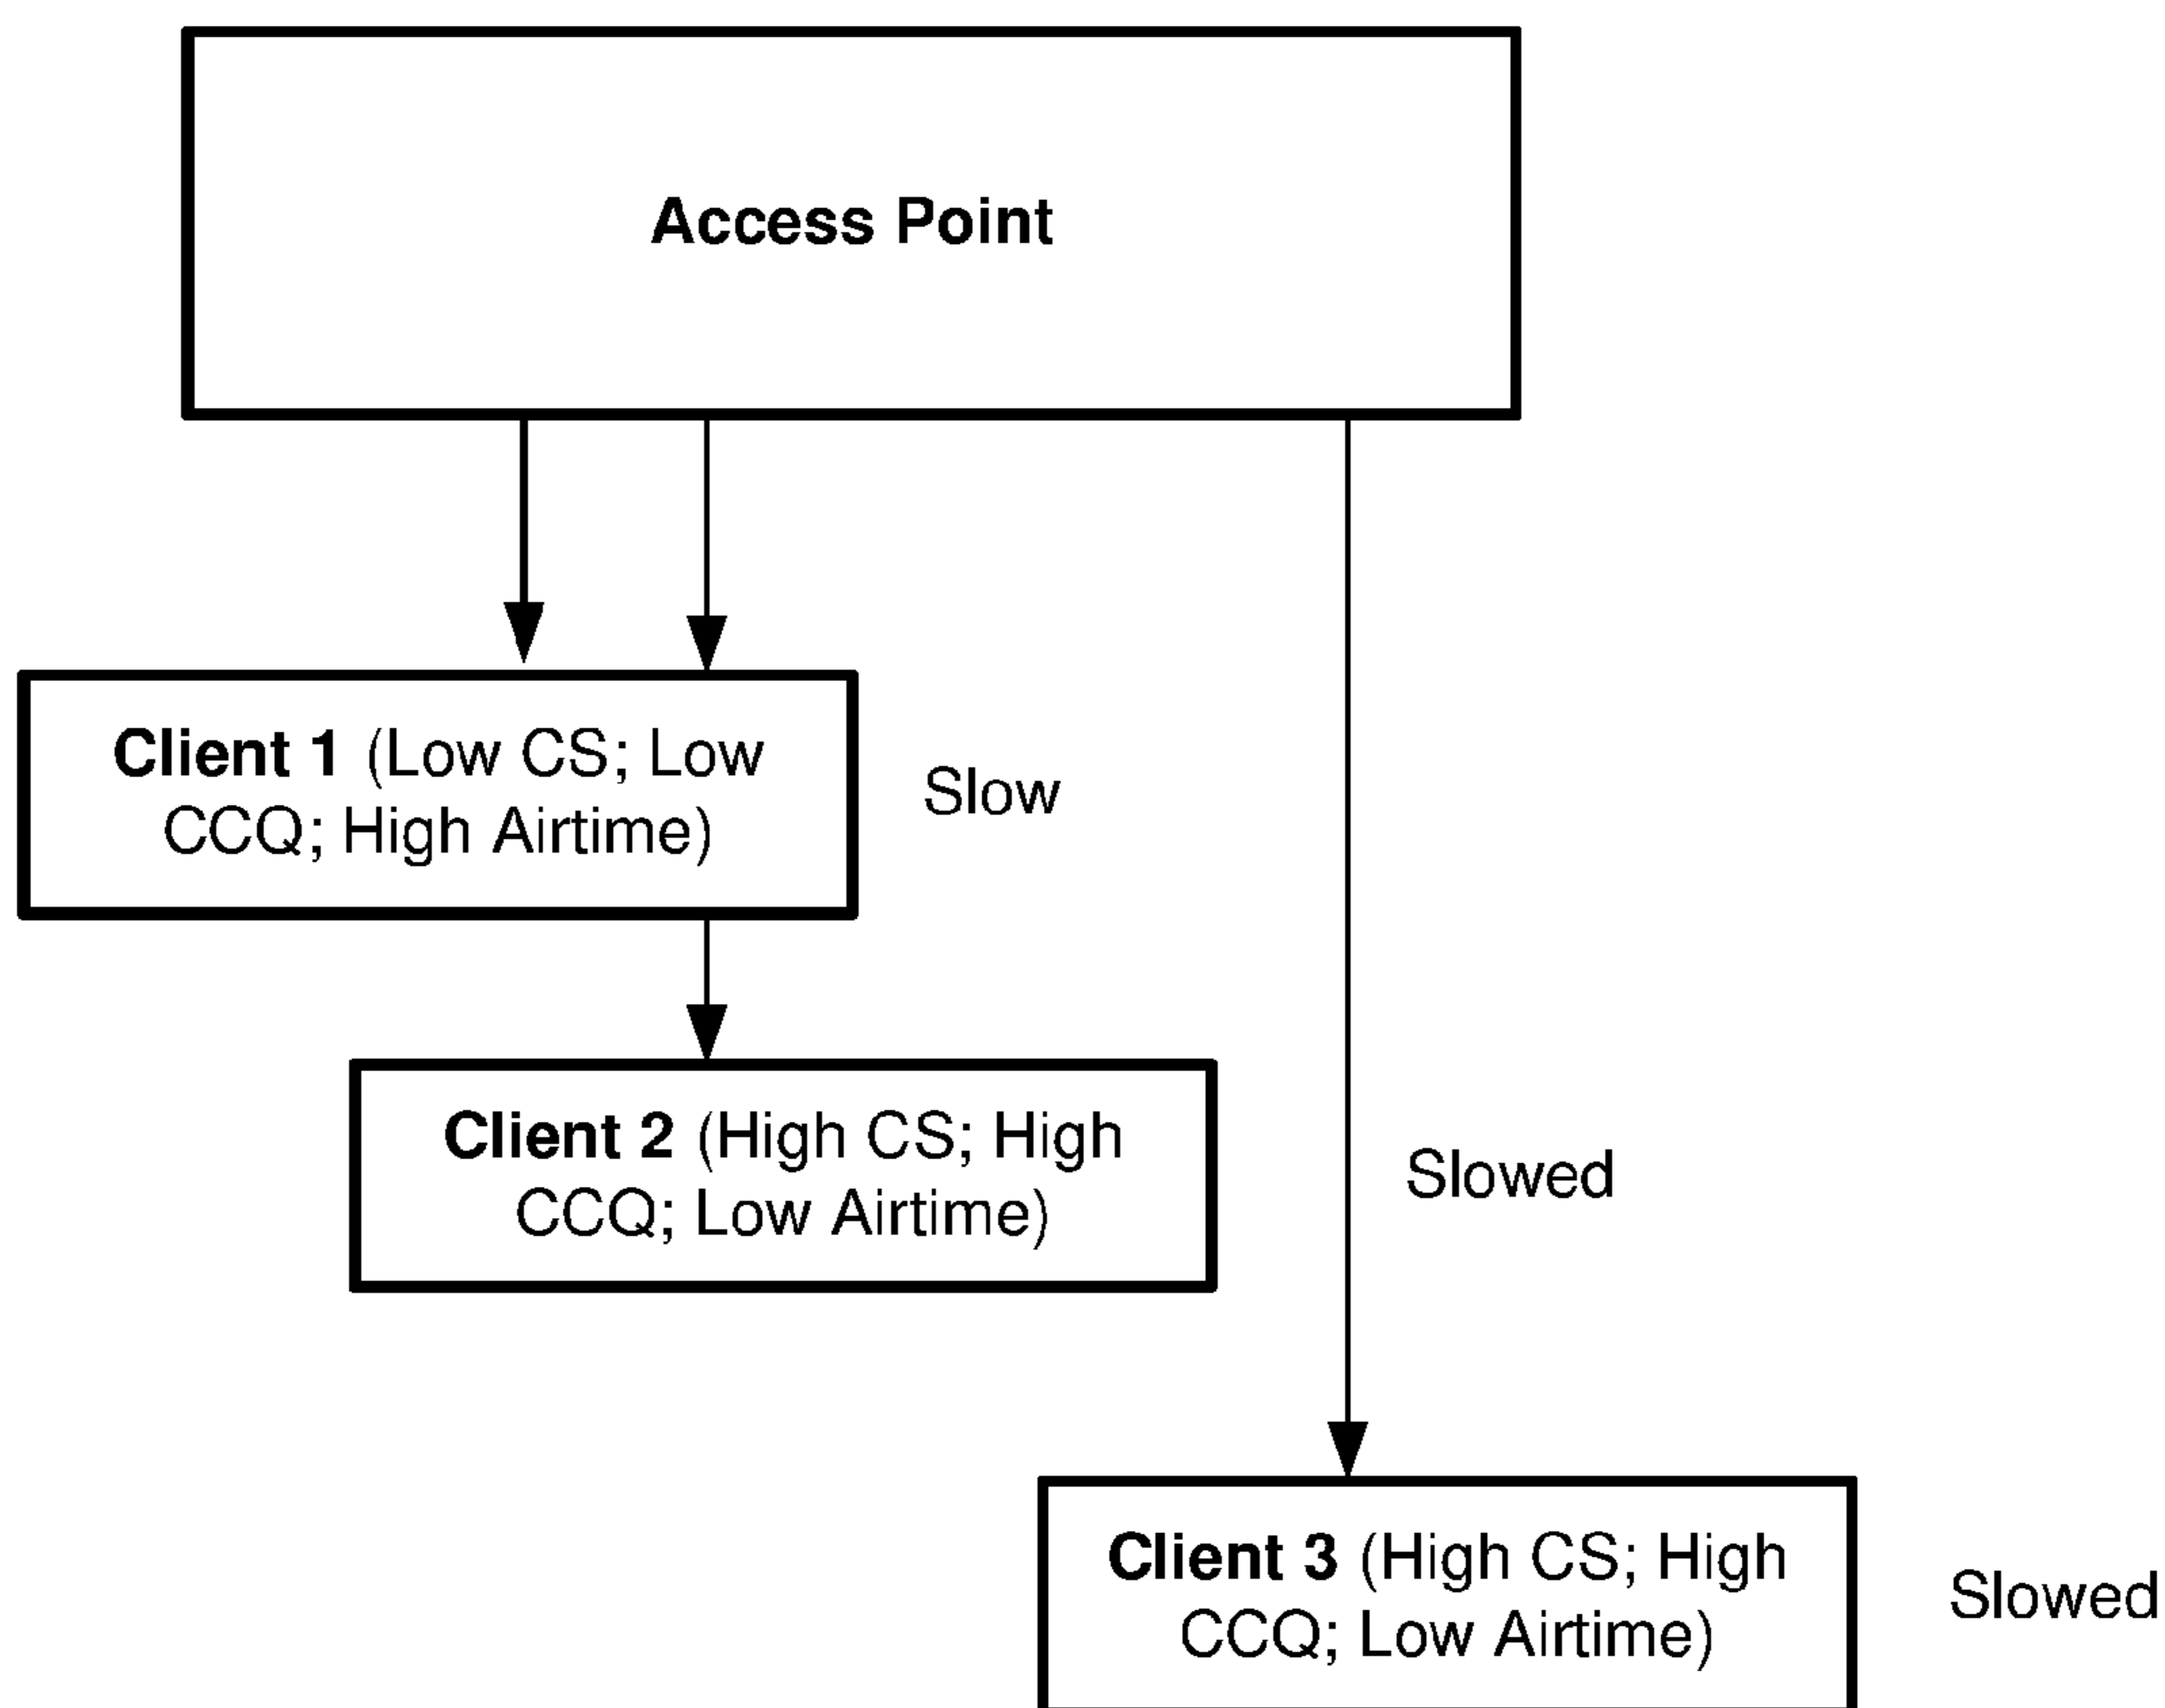 Access Point
Client 1 (Low CS; Low
CCQ; High Airtime)
Slow
Client 2 (High CS; High
CCQ; Low Airtime)
Slowed
Client 3 (High CS; High
CCQ; Low Airtime)
Slowed